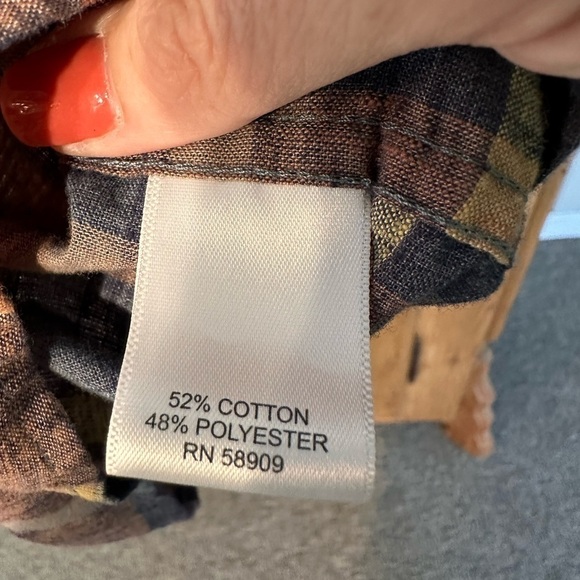 52% COTTON
48% POLYESTER
RN 58909